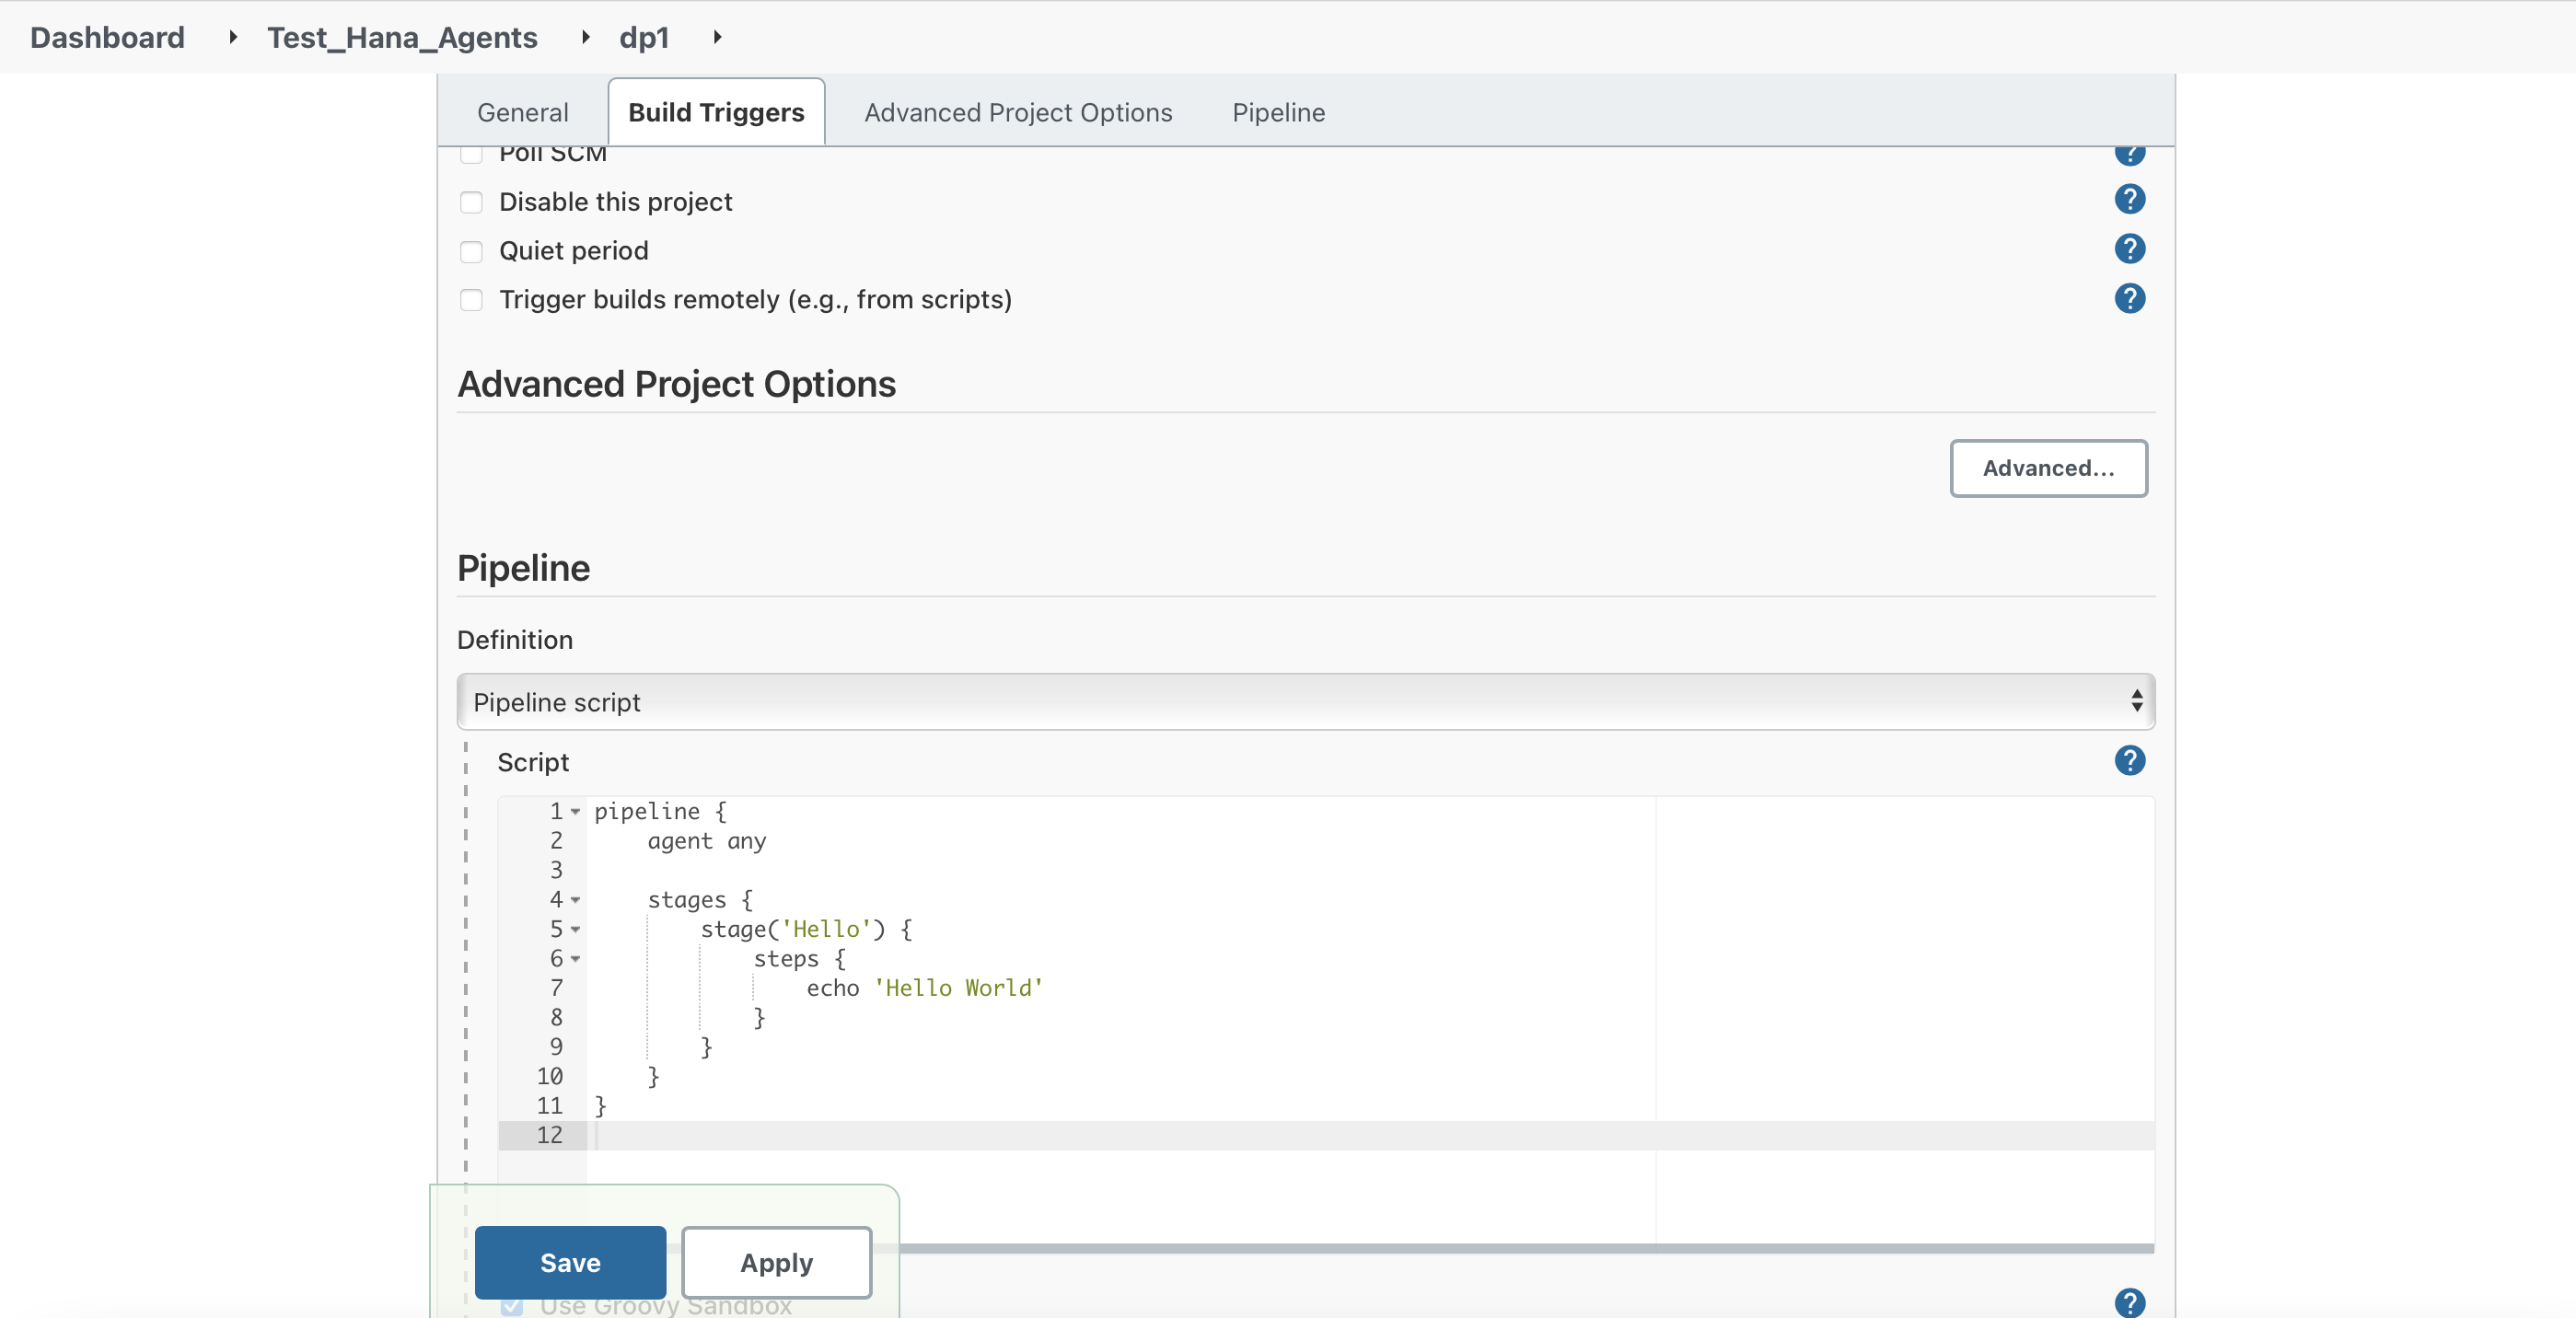 Dashboard Test_Hana_Agents dp1
General Build Triggers Advanced Project Options Pipeline
Poll SCM
Disable this project
Quiet period
Trigger builds remotely (e.g., from scripts)
Advanced Project Options
Advanced...
Pipeline
Definition
Pipeline script
Script
1 pipeline {
2 agent any
3
4 stages {
5 stage('Hello') {
6 steps {
7 echo 'Hello World'
8 }
9 }
10 }
11 }
12
Save Apply
Use Groovy Sandbox